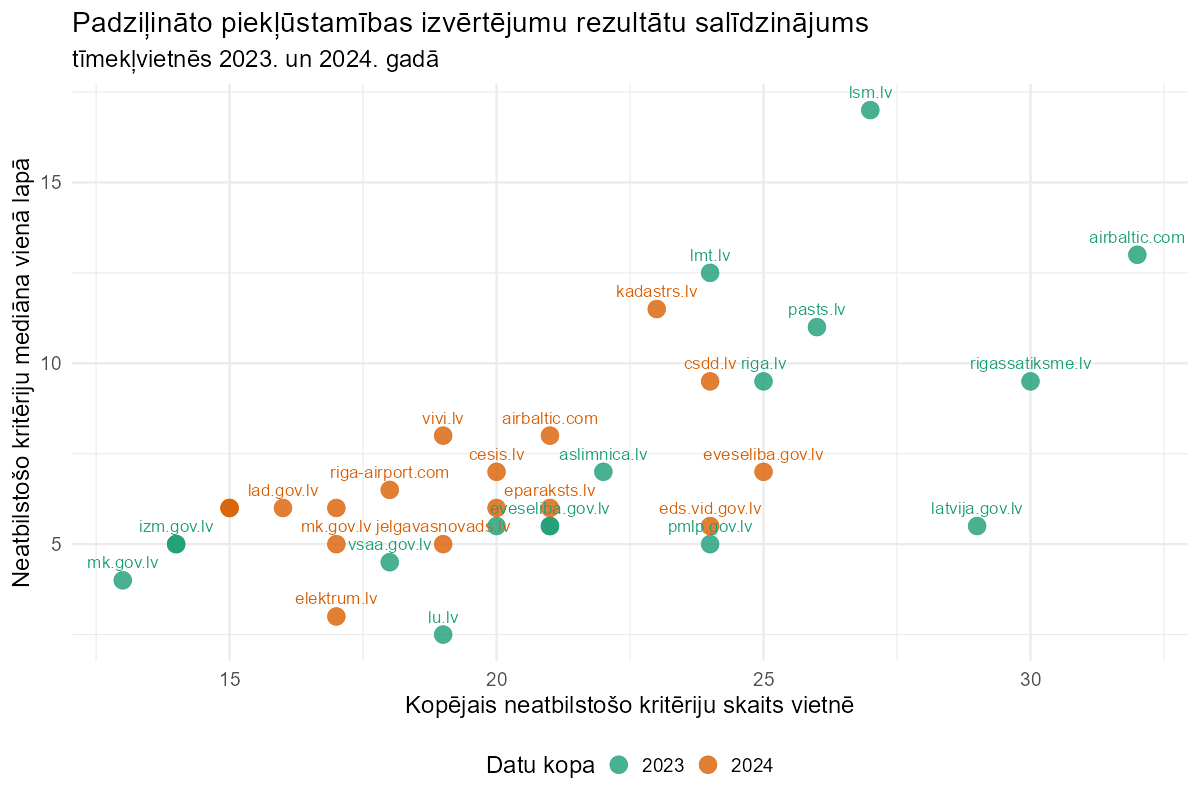 Padziļināto piekļūstamības izvērtējumu rezultātu salīdzinājums
tīmekļvietnēs 2023. un 2024. gadā
Neatbilstošo kritēriju mediāna vienā lapā
lsm.lv
15
airbaltic.com
lmt.lv
kadastrs.lv
pasts.lv
10
csdd.lv
riga.lv
rigassatiksme.lv
vivi.lv
airbaltic.com
cesis.lv
aslimnica.lv
eveseliba.gov.lv
riga-airport.com
lad.gov.lv
eparaksts.lv
eveseliba.gov.lv
eds.vid.gov.lv
latvija.gov.lv
izm.gov.lv
mk.gov.lv
jelgavasnovads.lv
pmlp.gov.lv
5
vsaa.gov.lv
mk.gov.lv
elektrum.lv
lu.lv
15
20
25
30
Kopējais neatbilstošo kritēriju skaits vietnē
Datu kopa
2023
2024